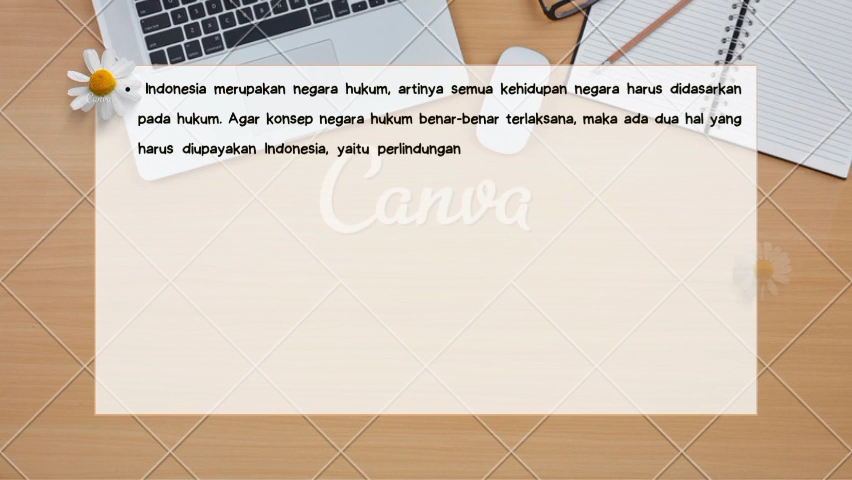 • Indonesia merupakan negara hukum, artinya semua kehidupan negara harus didasarkan
pada hukum. Agar konsep negara hukum benar-benar terlaksana, maka ada dua hal yang
harus diupayakan Indonesia, yaitu perlindungan
Canva
Canva